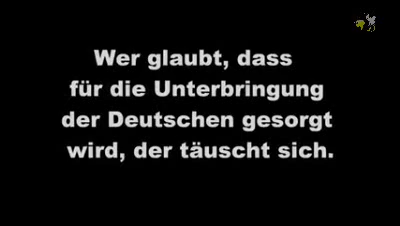 Wer glaubt, dass
für die Unterbringung
der Deutschen gesorgt
wird, der täuscht sich.